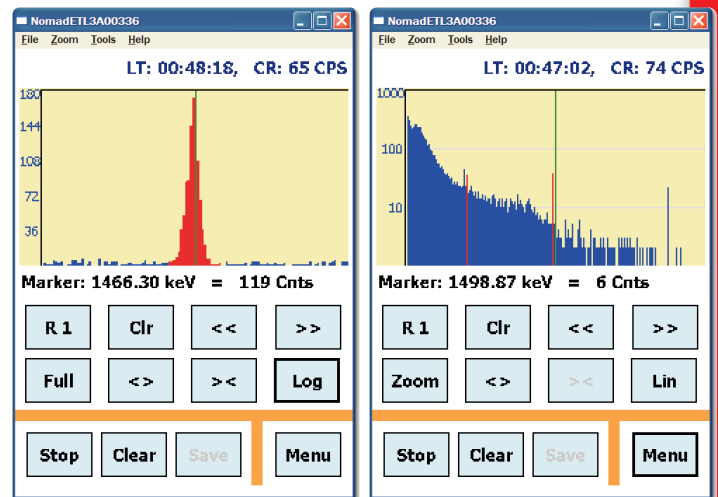 NomadETL3A00336
File Zoom Tools Help
LT: 00:48:18, CR: 65 CPS
180
144
108
72
36
Marker: 1466.30 keV = 119 Cnts
R 1 Clr << >>
Full <> >< Log
Stop Clear Save Menu
NomadETL3A00336
File Zoom Tools Help
LT: 00:47:02, CR: 74 CPS
1000
100
10
Marker: 1498.87 keV = 6 Cnts
R 1 Clr << >>
Zoom <> >< Lin
Stop Clear Save Menu